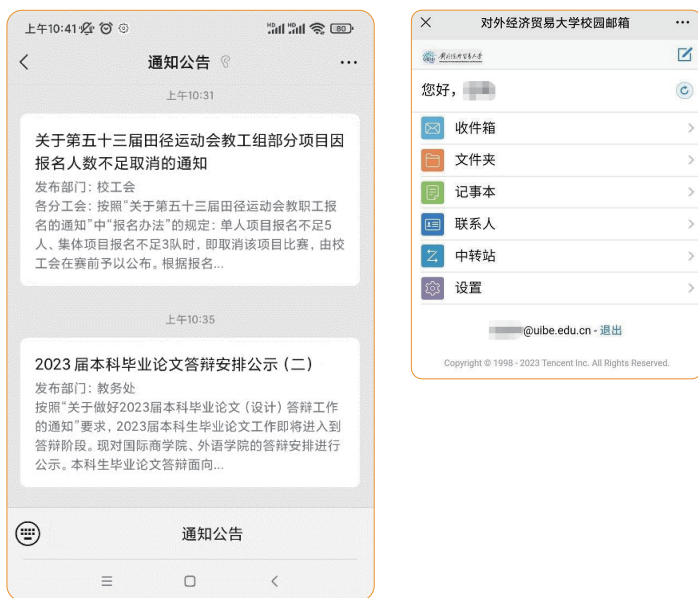 上午10:41
80
通知公告
上午10:31
关于第五十三届田径运动会教工组部分项目因
报名人数不足取消的通知
发布部门：校工会
各分工会：按照“关于第五十三届田径运动会教职工报
名的通知”中“报名办法”的规定：单人项目报名不足5
人、集体项目报名不足3队时，即取消该项目比赛，由校
工会在赛前予以公布。根据报名...
上午10:35
2023 届本科毕业论文答辩安排公示（二）
发布部门：教务处
按照“关于做好2023届本科毕业论文（设计）答辩工作
的通知”要求，2023届本科生毕业论文工作即将进入到
答辩阶段。现对国际商学院、外语学院的答辩安排进行
公示。本科生毕业论文答辩面向...
通知公告
对外经济贸易大学校园邮箱
对外经济贸易大学
您好，
收件箱
文件夹
记事本
联系人
中转站
设置
@uibe.edu.cn - 退出
Copyright © 1998 - 2023 Tencent Inc. All Rights Reserved.